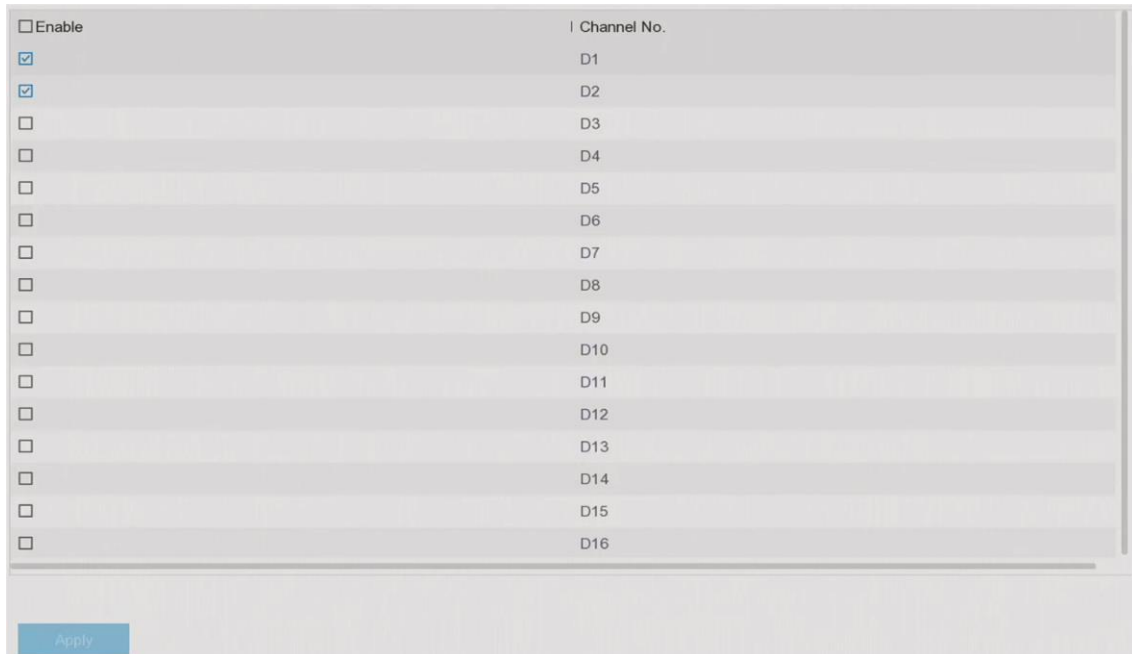 Enable Channel No.
D1
D2
D3
D4
D5
D6
D7
D8
D9
D10
D11
D12
D13
D14
D15
D16
Apply